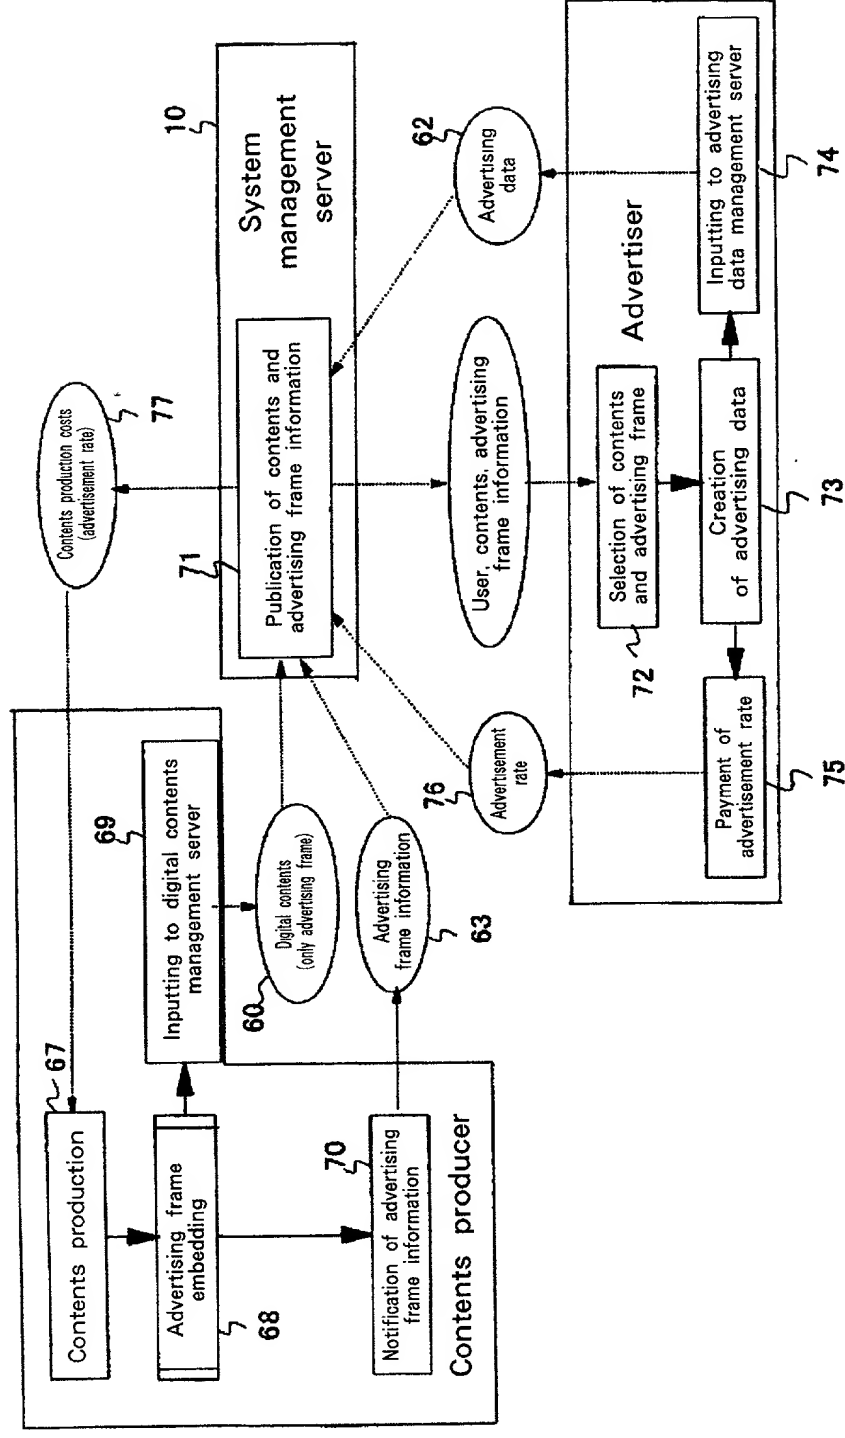 67
Contents production
Advertising frame
embedding
68
69
Inputting to digital contents
management server
70
Notification of advertising
frame information
Contents producer
60
Digital contents
(only advertising frame)
Advertising
frame information
63
77
Contents production costs
(advertisement rate)
10
System
management
server
71
Publication of contents and
advertising frame information
62
Advertising
data
User, contents, advertising
frame information
76
Advertisement
rate
Advertiser
72
Selection of contents
and advertising frame
Creation
of advertising data
73
Inputting to advertising
data management server
74
Payment of
advertisement rate
75